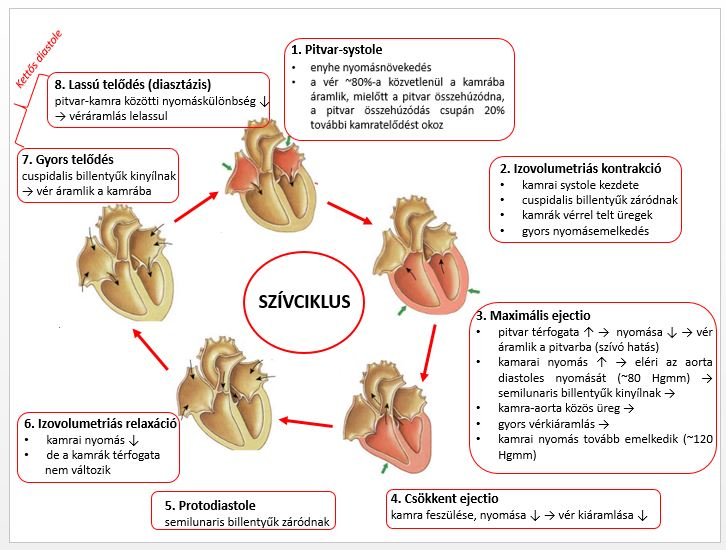 Kettős diastole
1. Pitvar-systole
• enyhe nyomásnövekedés
• a vér ~80%-a közvetlenül a kamrába
áramlik, mielőtt a pitvar összehúzódna,
a pitvar összehúzódás csupán 20%
további kamratelődést okoz
2. Izovolumetriás kontrakció
• kamrai systole kezdete
• cuspidalis billentyűk záródnak
• kamrák vérrel telt üregek
• gyors nyomásemelkedés
3. Maximális ejectio
• pitvar térfogata ↑ → nyomása ↓ → vér
áramlik a pitvarba (szívó hatás)
• kamarai nyomás ↑ → eléri az aorta
diastoles nyomását (~80 Hgmm) →
semilunaris billentyűk kinyílnak →
• kamra-aorta közös üreg →
• gyors vérkiáramlás →
• kamrai nyomás tovább emelkedik (~120
Hgmm)
4. Csökkent ejectio
kamra feszülése, nyomása ↓ → vér kiáramlása ↓
5. Protodiastole
semilunaris billentyűk záródnak
6. Izovolumetriás relaxáció
• kamrai nyomás ↓
• de a kamrák térfogata
nem változik
7. Gyors telődés
cuspidalis billentyűk kinyílnak
→ vér áramlik a kamrába
8. Lassú telődés (diasztázis)
pitvar-kamra közötti nyomáskülönbség ↓
→ véráramlás lelassul
SZÍVCIKLUS